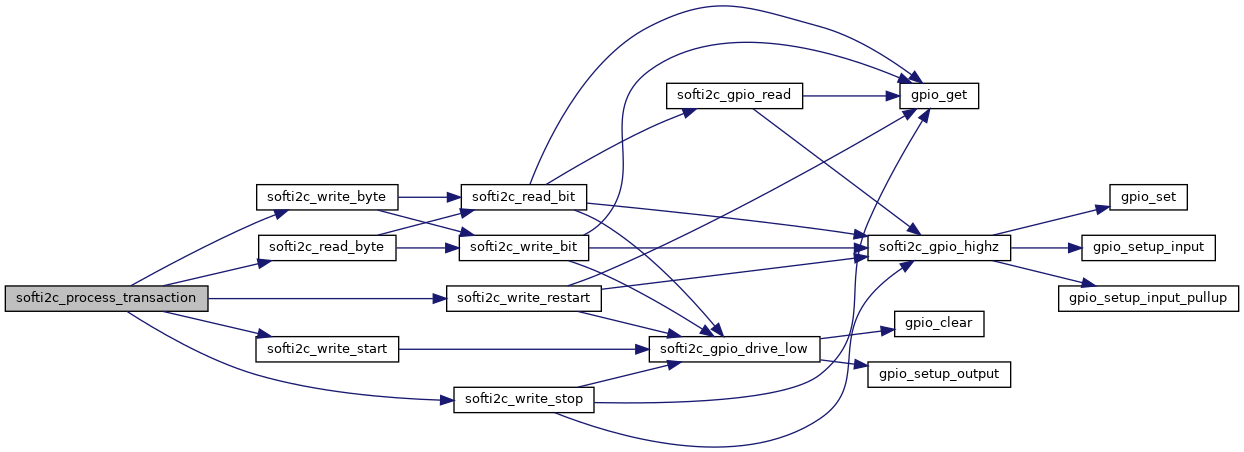 softi2c_gpio_read
gpio_get
softi2c_write_byte
softi2c_read_bit
gpio_set
softi2c_read_byte
softi2c_write_bit
softi2c_gpio_highz
gpio_setup_input
softi2c_process_transaction
softi2c_write_restart
gpio_setup_input_pullup
gpio_clear
softi2c_write_start
softi2c_gpio_drive_low
gpio_setup_output
softi2c_write_stop